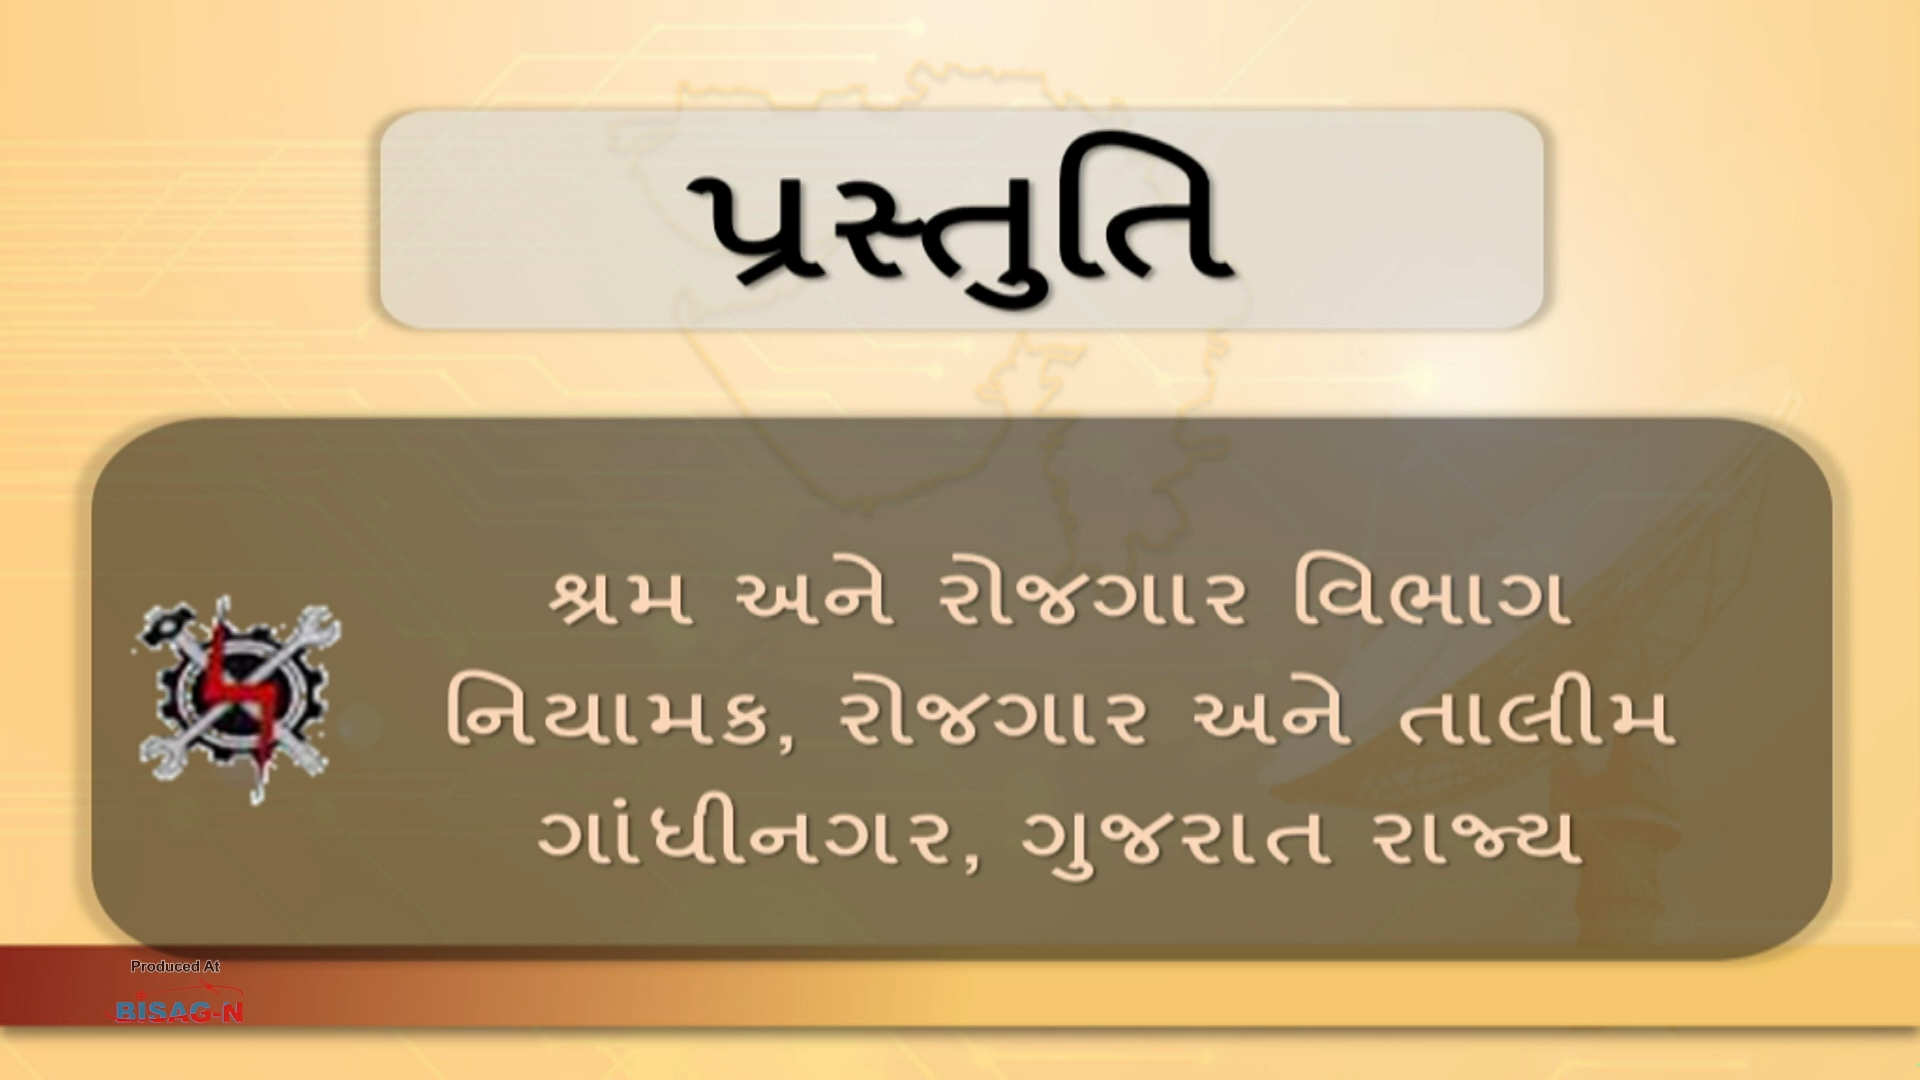 પ્રસ્તુતિ
શ્રમ અને રોજગાર વિભાગ
નિયામક, રોજગાર અને તાલીમ
ગાંધીનગર, ગુજરાત રાજ્ય
Produced At
BISAG-N